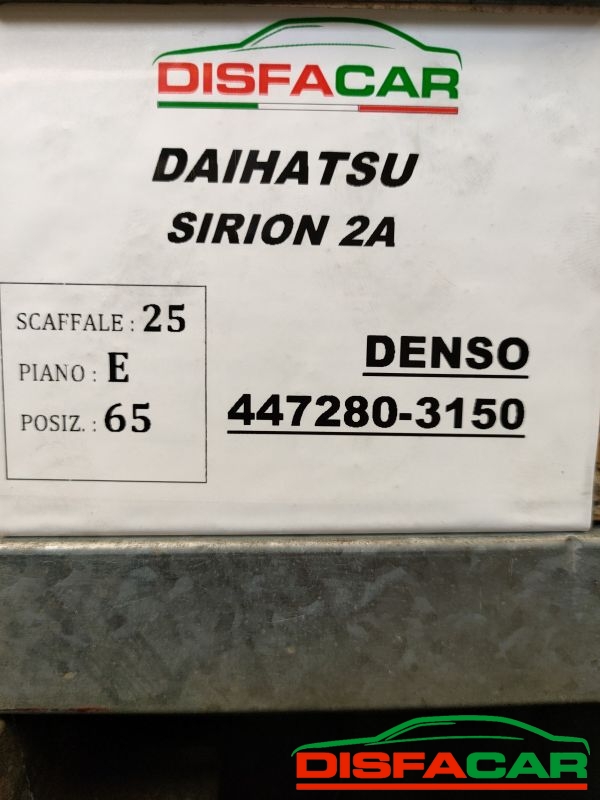 DISFACAR
DAIHATSU
SIRION 2A
SCAFFALE : 25
PIANO : E
POSIZ. : 65
DENSO
447280-3150
DISFACAR